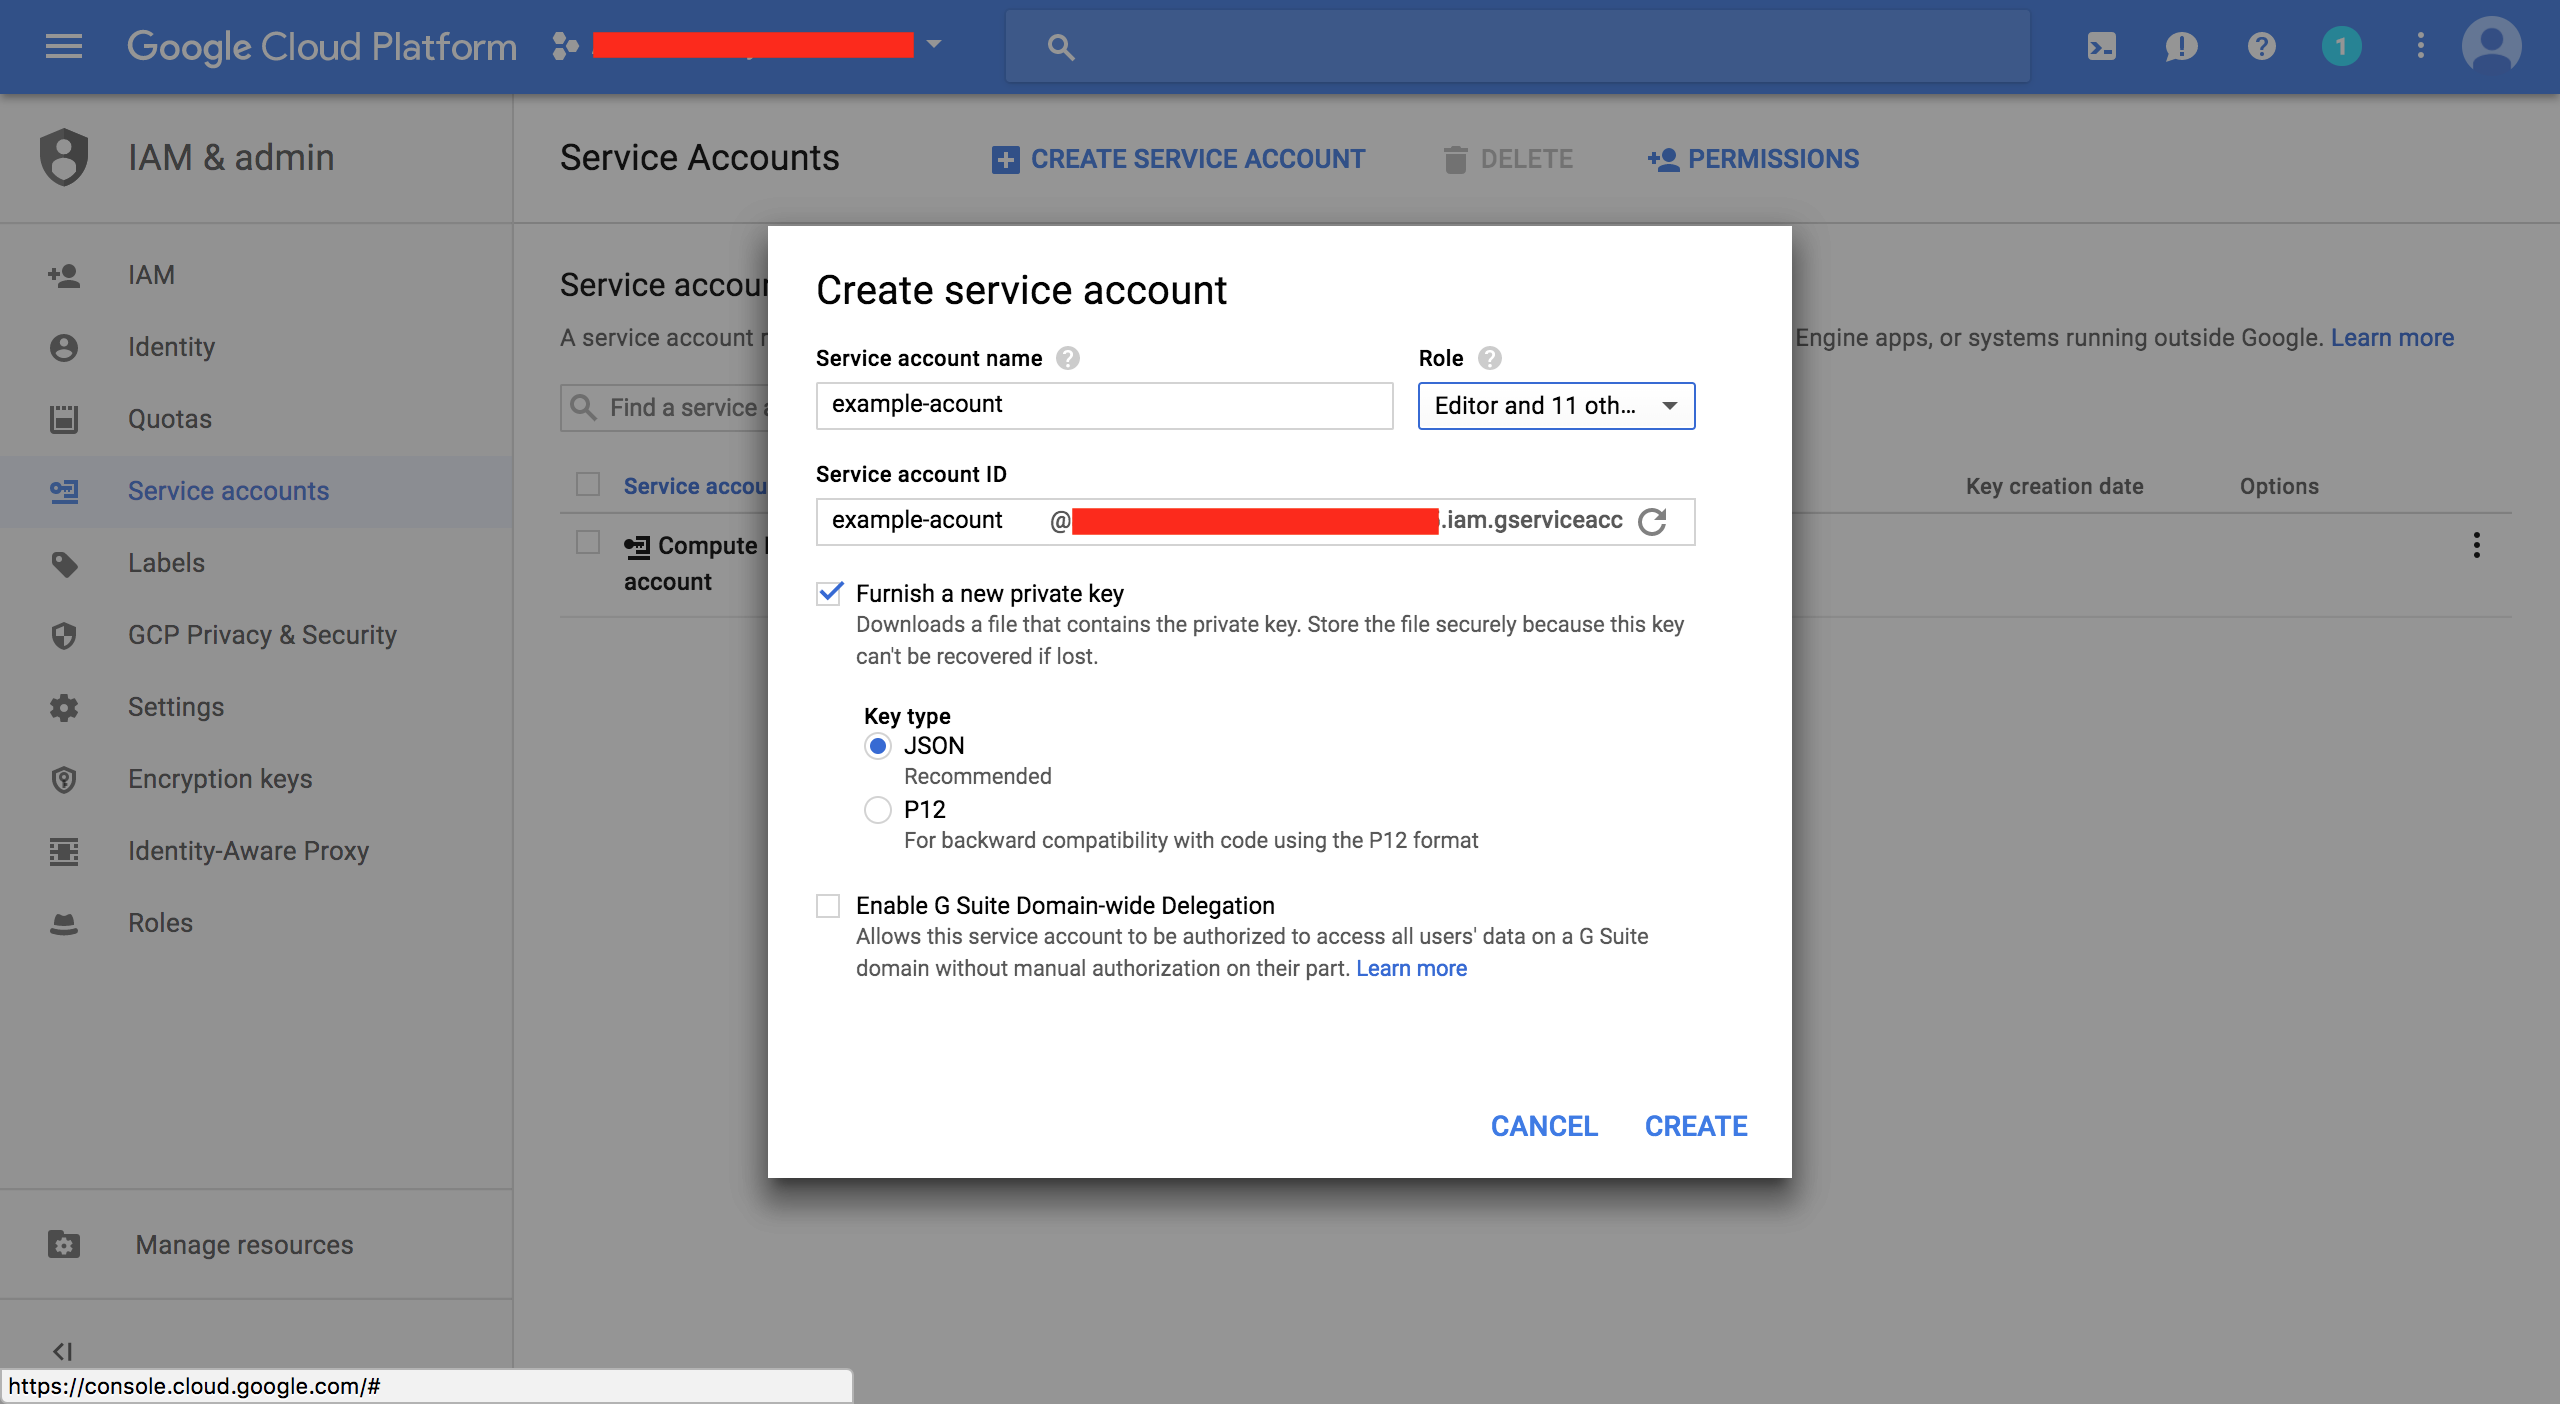 Google Cloud Platform
1
IAM & admin
Service Accounts
CREATE SERVICE ACCOUNT
DELETE
PERMISSIONS
IAM
Identity
Quotas
Service accounts
Labels
GCP Privacy & Security
Settings
Encryption keys
Identity-Aware Proxy
Roles
Manage resources
Service accoun
A service account
Engine apps, or systems running outside Google. Learn more
Find a service
Service accou
Key creation date
Options
Compute
account
Create service account
Service account name
Role
example-acount
Editor and 11 oth...
Service account ID
example-acount @ .iam.gserviceacc
Furnish a new private key
Downloads a file that contains the private key. Store the file securely because this key
can't be recovered if lost.
Key type
JSON
Recommended
P12
For backward compatibility with code using the P12 format
Enable G Suite Domain-wide Delegation
Allows this service account to be authorized to access all users' data on a G Suite
domain without manual authorization on their part. Learn more
CANCEL
CREATE
https://console.cloud.google.com/#